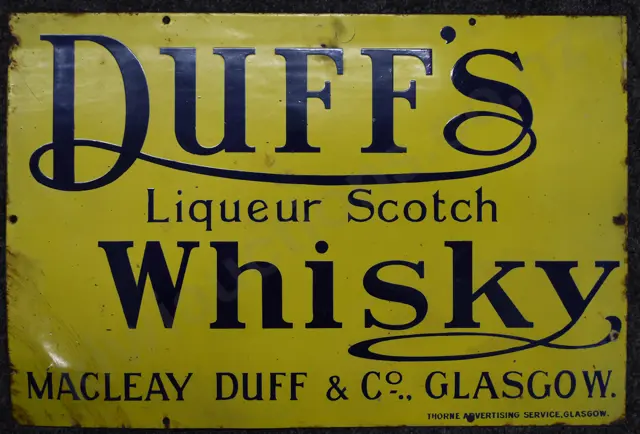 DUFF'S
Liqueur Scotch
Whisky
MACLEAY DUFF & Cº., GLASGOW.
THORNE ADVERTISING SERVICE, GLASGOW.